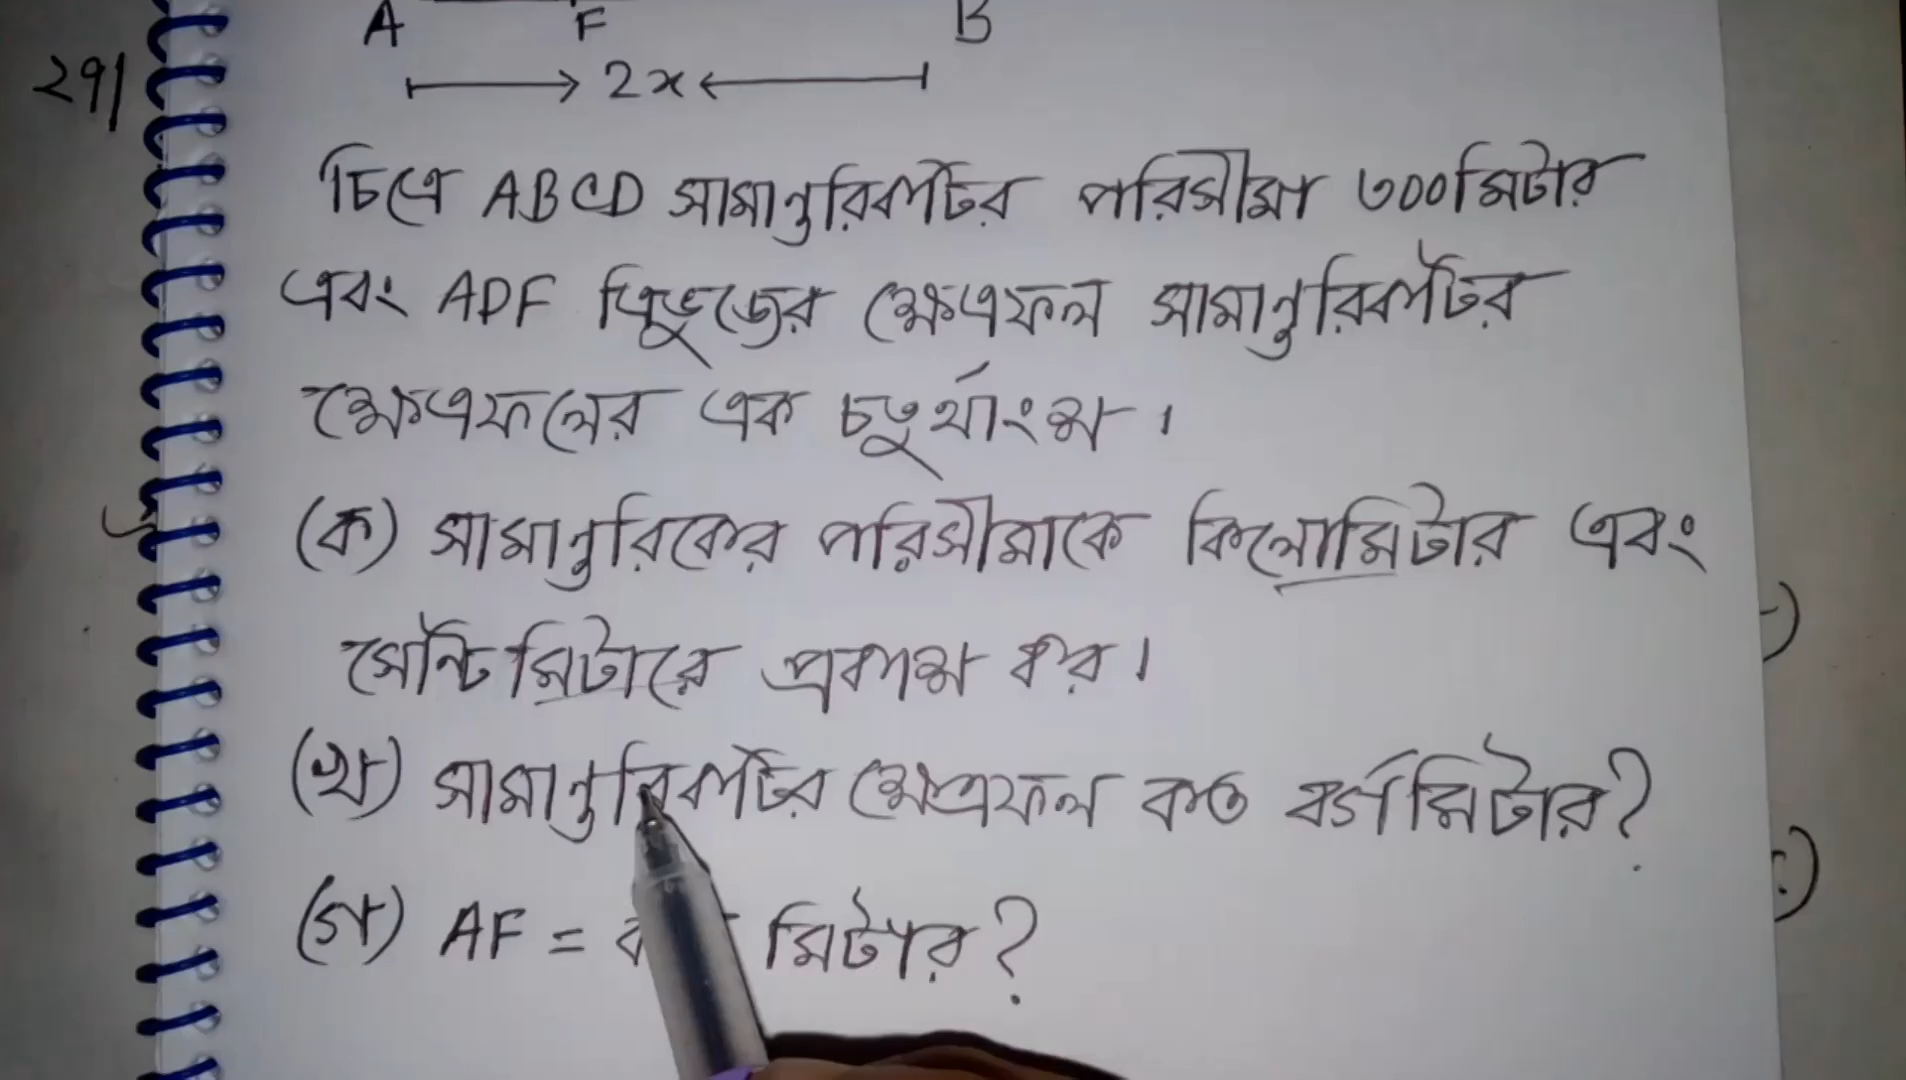 A F B
২৭|
2x
চিত্রে ABCD সামান্তরিকটির পরিসীমা ৩০০মিটার
এবং ADF ত্রিভুজের ক্ষেত্রফল সামান্তরিকটির
ক্ষেত্রফলের এক চতুর্থাংশ।
(ক) সামান্তরিকের পরিসীমাকে কিলোমিটার এবং
সেন্টিমিটারে প্রকাশ কর।
(খ) সামান্তরিকটির ক্ষেত্রফল কত বর্গমিটার?
(গ) AF = মিটার?